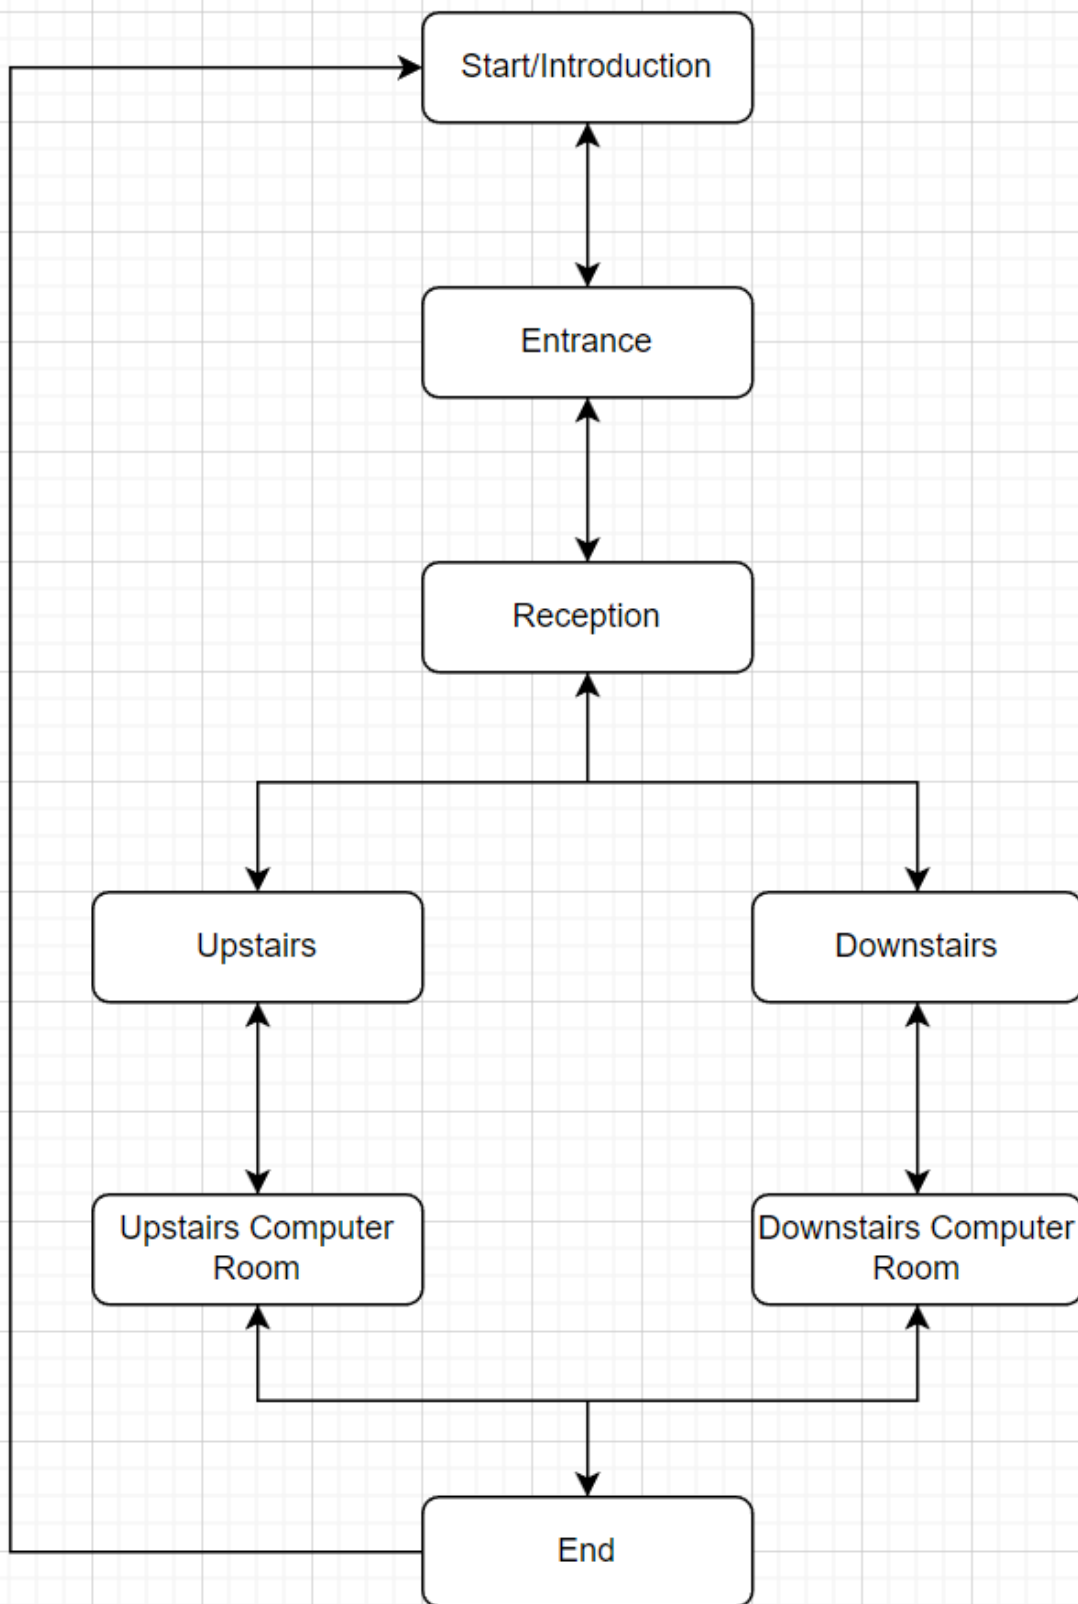 Start/Introduction
Entrance
Reception
Upstairs
Downstairs
Upstairs Computer
Room
Downstairs Computer
Room
End